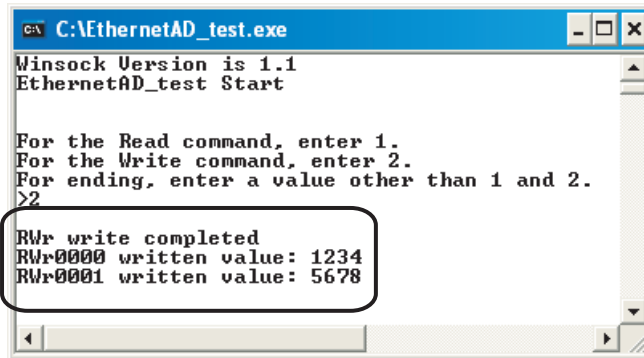 C:\EthernetAD_test.exe
Winsock Version is 1.1
EthernetAD_test Start
For the Read command, enter 1.
For the Write command, enter 2.
For ending, enter a value other than 1 and 2.
>2
RWr write completed
RWr0000 written value: 1234
RWr0001 written value: 5678